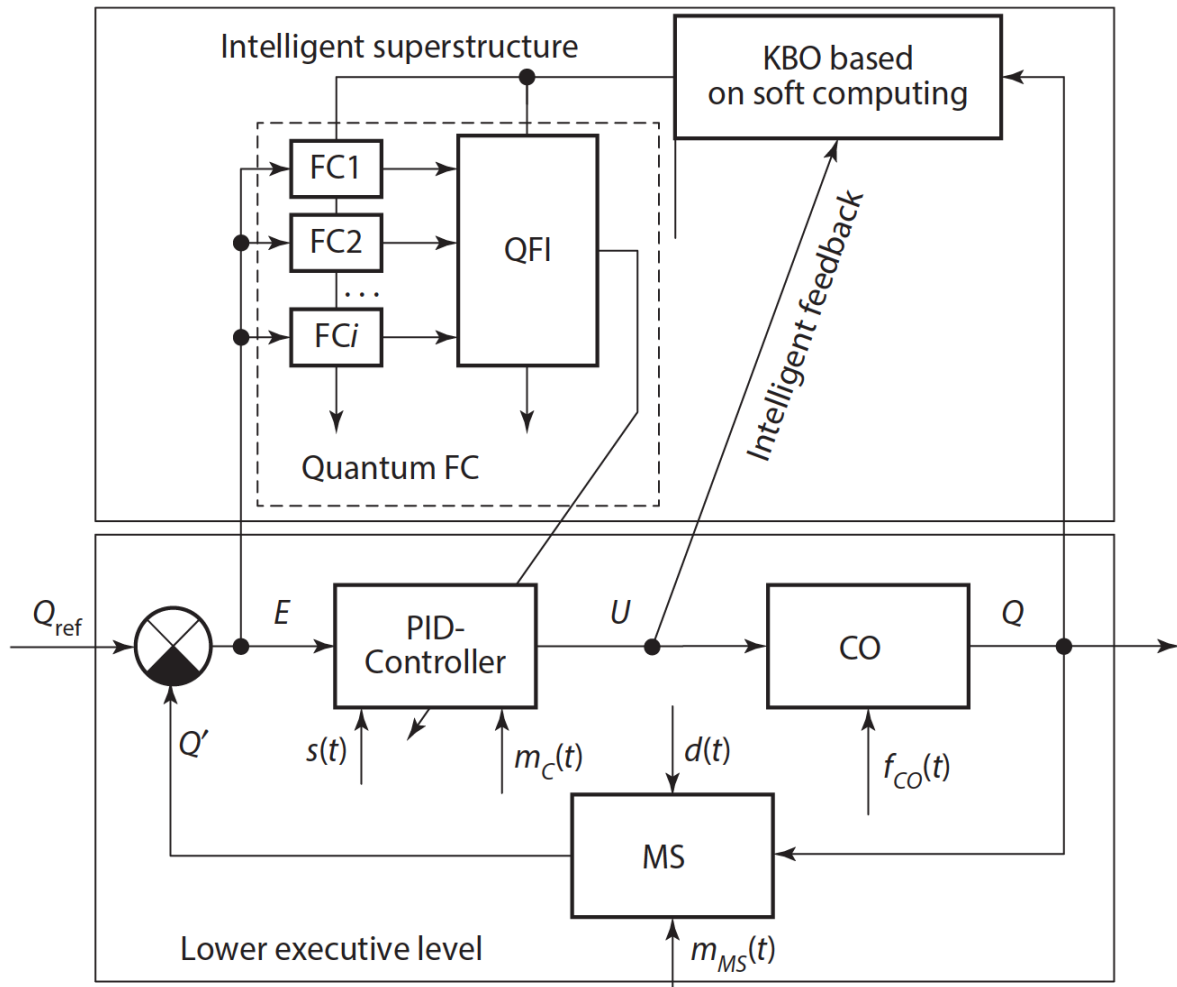 Intelligent superstructure
KBO based
on soft computing
FC1
FC2
...
FCi
QFI
Quantum FC
Intelligent feedback
Qref
E
PID-
Controller
U
CO
Q
Q′
s(t)
mC(t)
d(t)
fCO(t)
MS
Lower executive level
mMS(t)